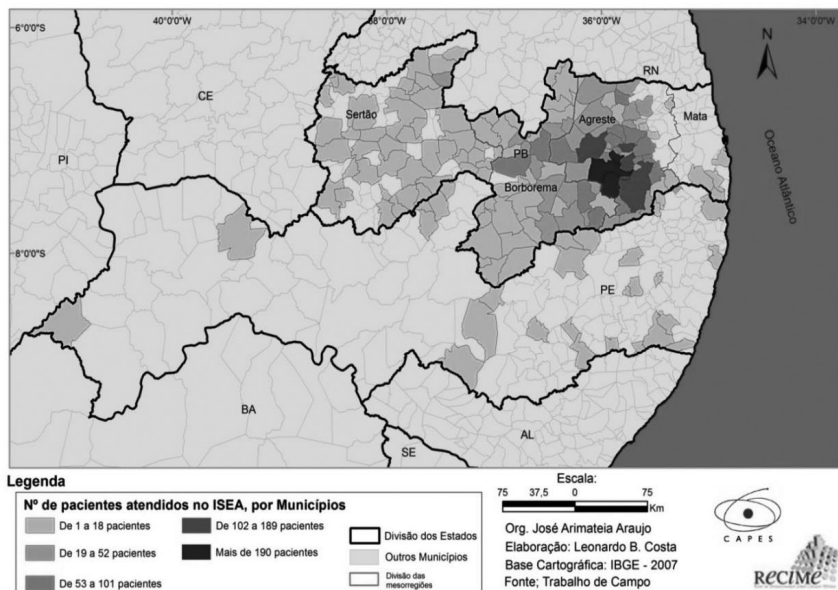 40°0'0"W 38°0'0"W 36°0'0"W 34°0'0"W
6°0'0"S
N
RN
CE
Sertão
Agreste
Mata
PI
PB
Borborema
Oceano Atlântico
8°0'0"S
PE
BA
AL
SE
Legenda
Nº de pacientes atendidos no ISEA, por Municípios
De 1 a 18 pacientes
De 19 a 52 pacientes
De 53 a 101 pacientes
De 102 a 189 pacientes
Mais de 190 pacientes
Divisão dos Estados
Outros Municípios
Divisão das
mesorregiões
Escala:
75 37,5 0 75
Km
Org. José Arimateia Araujo
Elaboração: Leonardo B. Costa
Base Cartográfica: IBGE - 2007
Fonte; Trabalho de Campo
CAPES
ReCiMe